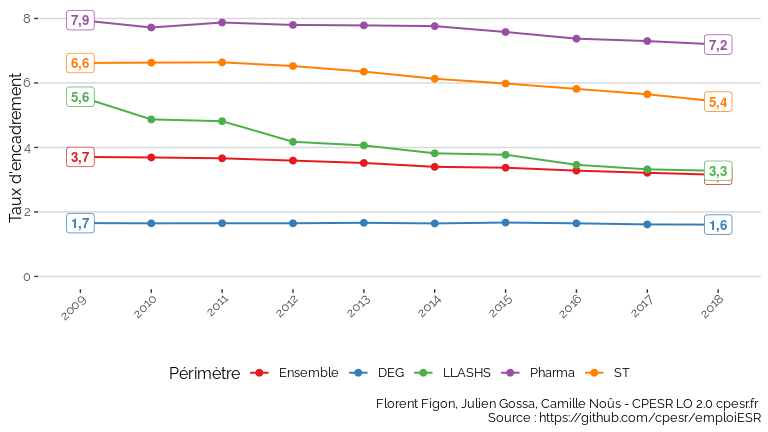 Taux d'encadrement
8
6
4
2
0
7,9
6,6
5,6
3,7
1,7
7,2
5,4
3,3
1,6
2009 2010 2011 2012 2013 2014 2015 2016 2017 2018
Périmètre Ensemble DEG LLASHS Pharma ST
Florent Figon, Julien Gossa, Camille Noûs - CPESR LO 2.0 cpesr.fr
Source : https://github.com/cpesr/emploiESR